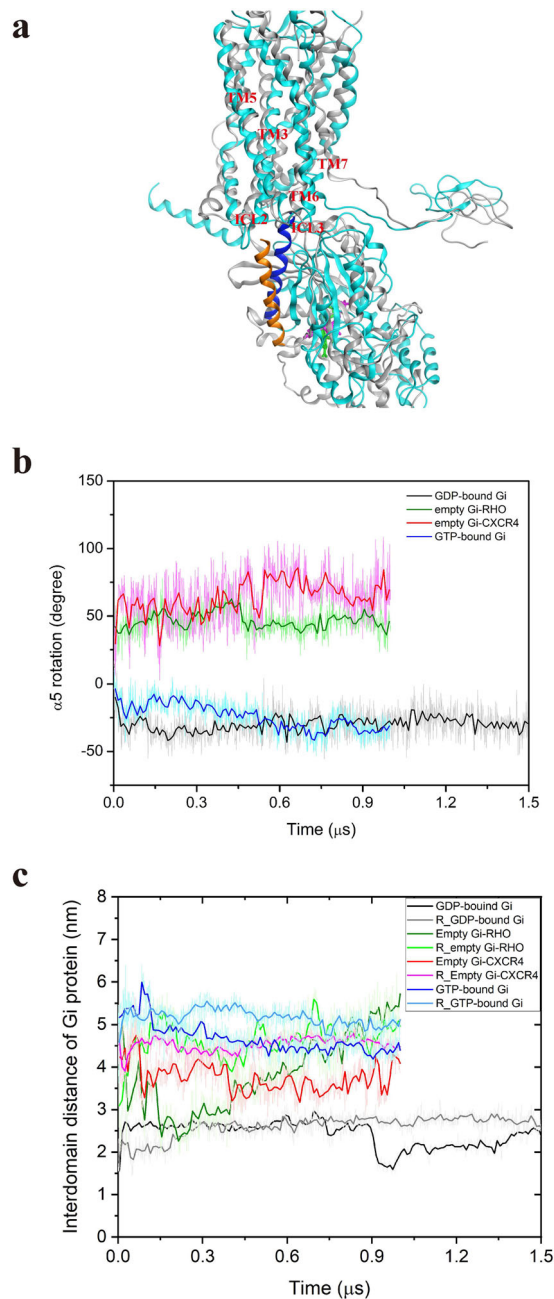 a
TM5
TM3
TM7
TM6
ICL2
ICL3
b
150
100
50
0
-50
α5 rotation (degree)
GDP-bound Gi
empty Gi-RHO
empty Gi-CXCR4
GTP-bound Gi
0.0 0.3 0.6 0.9 1.2 1.5
Time (μs)
c
8
7
6
5
4
3
2
1
0
Interdomain distance of Gi protein (nm)
GDP-bouind Gi
R_GDP-bound Gi
Empty Gi-RHO
R_empty Gi-RHO
Empty Gi-CXCR4
R_Empty Gi-CXCR4
GTP-bound Gi
R_GTP-bound Gi
0.0 0.3 0.6 0.9 1.2 1.5
Time (μs)